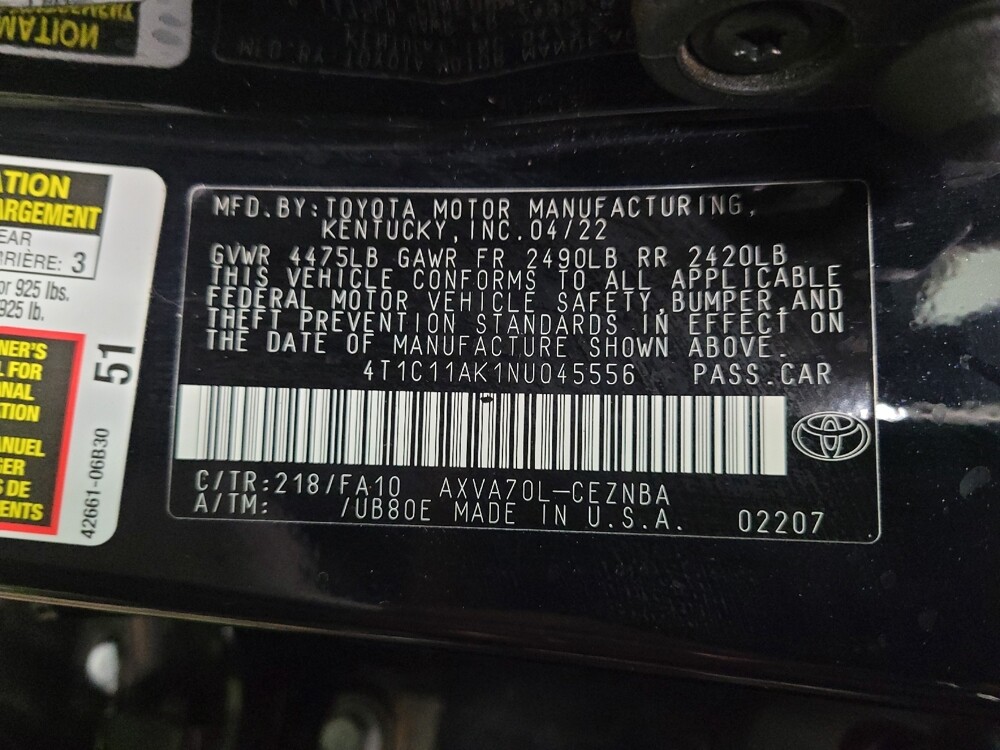 ATION
ARGEMENT
EAR
RRIÈRE: 3
or 925 lbs.
925 lb.
NER'S
L FOR
ONAL
ATION
ANUEL
GER
S DE
ENTS
51
42661-06B30
MFD.BY:TOYOTA MOTOR MANUFACTURING,
KENTUCKY,INC.04/22
GVWR 4475LB GAWR FR 2490LB RR 2420LB
THIS VEHICLE CONFORMS TO ALL APPLICABLE
FEDERAL MOTOR VEHICLE SAFETY,BUMPER,AND
THEFT PREVENTION STANDARDS IN EFFECT ON
THE DATE OF MANUFACTURE SHOWN ABOVE.
4T1C11AK1NU045556 PASS.CAR
C/TR:218/FA10 AXVA70L-CEZNBA
A/TM: /UB80E MADE IN U.S.A. 02207